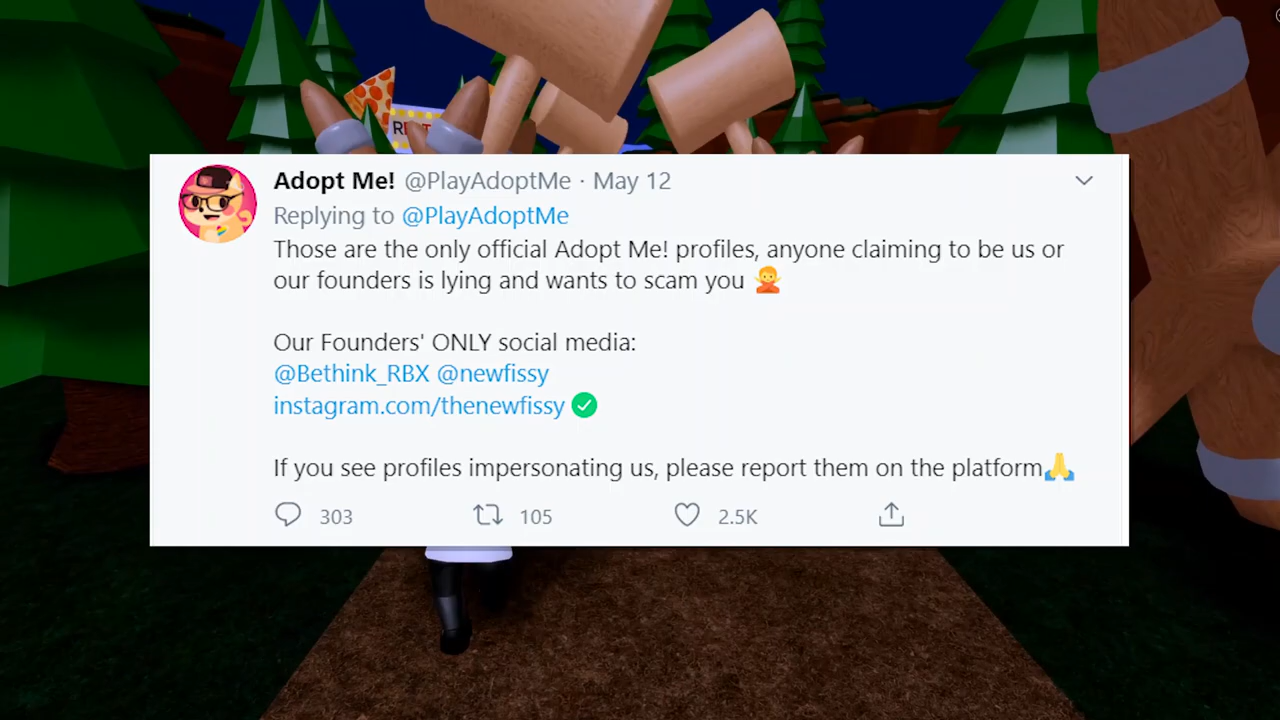 Adopt Me! @PlayAdoptMe · May 12
Replying to @PlayAdoptMe
Those are the only official Adopt Me! profiles, anyone claiming to be us or
our founders is lying and wants to scam you 🙅
Our Founders' ONLY social media:
@Bethink_RBX @newfissy
instagram.com/thenewfissy ✅
If you see profiles impersonating us, please report them on the platform🙏
303 105 2.5K